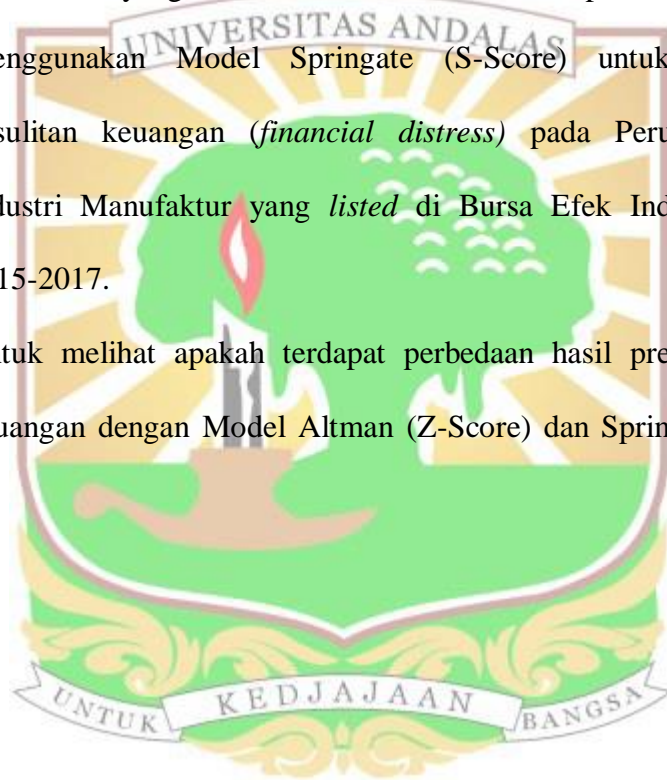 UNIVERSITAS ANDALAS
enggunakan Model Springate (S-Score) untuk
sulitan keuangan (financial distress) pada Peru
dustri Manufaktur yang listed di Bursa Efek Ind
15-2017.
tuk melihat apakah terdapat perbedaan hasil pre
uangan dengan Model Altman (Z-Score) dan Sprin
UNTUK KEDJAJAAN BANGSA